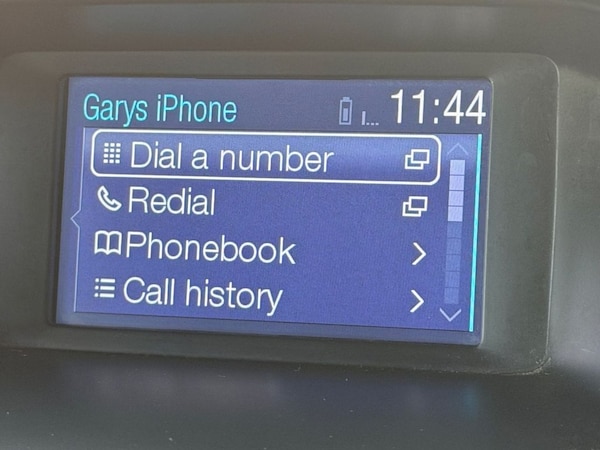 Garys iPhone 11:44
Dial a number
Redial
Phonebook
Call history